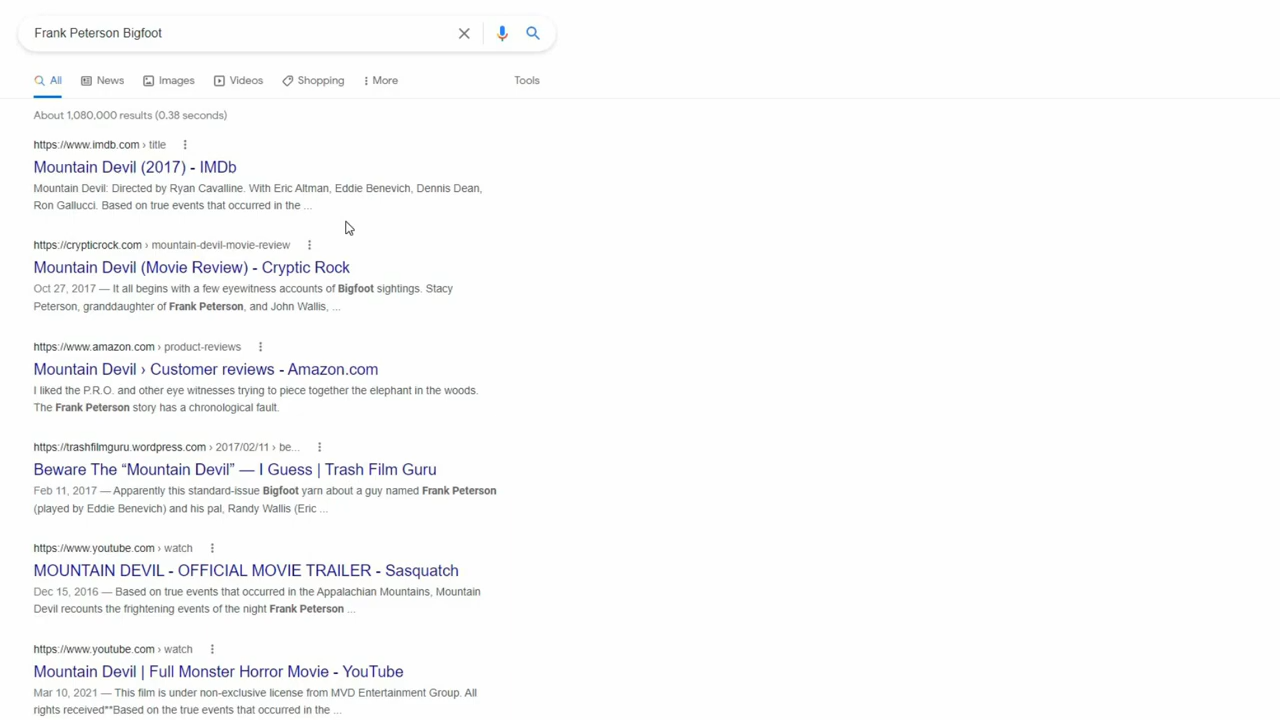 Frank Peterson Bigfoot
All News Images Videos Shopping More Tools
About 1,080,000 results (0.38 seconds)
https://www.imdb.com › title
Mountain Devil (2017) - IMDb
Mountain Devil: Directed by Ryan Cavalline. With Eric Altman, Eddie Benevich, Dennis Dean,
Ron Gallucci. Based on true events that occurred in the ...
https://crypticrock.com › mountain-devil-movie-review
Mountain Devil (Movie Review) - Cryptic Rock
Oct 27, 2017 — It all begins with a few eyewitness accounts of Bigfoot sightings. Stacy
Peterson, granddaughter of Frank Peterson, and John Wallis, ...
https://www.amazon.com › product-reviews
Mountain Devil › Customer reviews - Amazon.com
I liked the P.R.O. and other eye witnesses trying to piece together the elephant in the woods.
The Frank Peterson story has a chronological fault.
https://trashfilmguru.wordpress.com › 2017/02/11 › be...
Beware The “Mountain Devil” — I Guess | Trash Film Guru
Feb 11, 2017 — Apparently this standard-issue Bigfoot yarn about a guy named Frank Peterson
(played by Eddie Benevich) and his pal, Randy Wallis (Eric ...
https://www.youtube.com › watch
MOUNTAIN DEVIL - OFFICIAL MOVIE TRAILER - Sasquatch
Dec 15, 2016 — Based on true events that occurred in the Appalachian Mountains, Mountain
Devil recounts the frightening events of the night Frank Peterson ...
https://www.youtube.com › watch
Mountain Devil | Full Monster Horror Movie - YouTube
Mar 10, 2021 — This film is under non-exclusive license from MVD Entertainment Group. All
rights received**Based on the true events that occurred in the ...